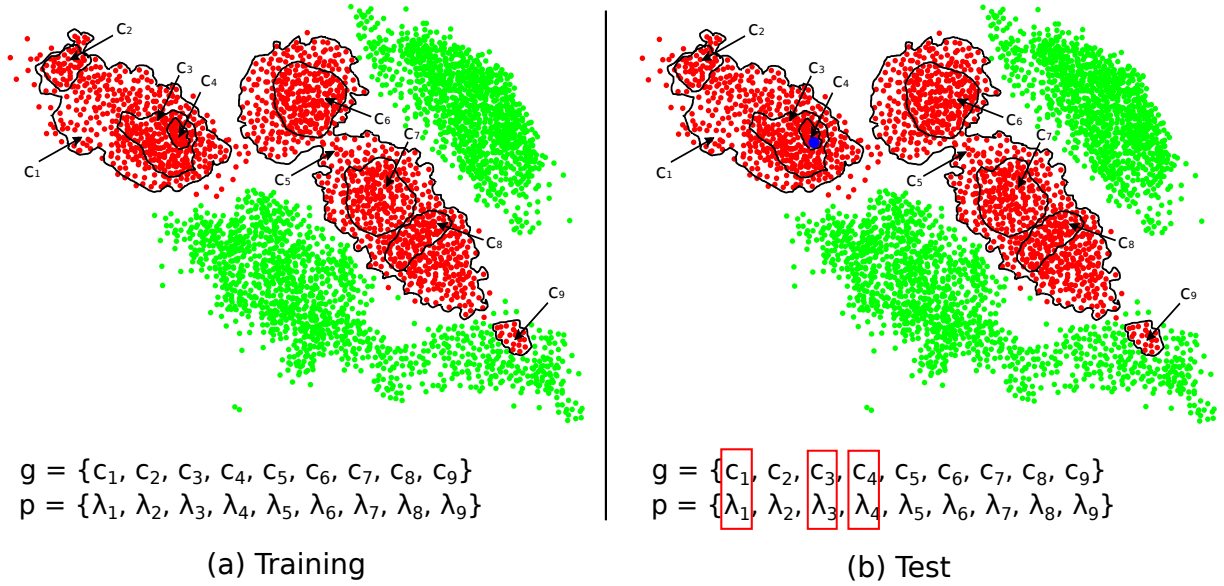 c₂
c₃
c₄
c₆
c₇
c₁
c₅
c₈
c₉
g = {c₁, c₂, c₃, c₄, c₅, c₆, c₇, c₈, c₉}
p = {λ₁, λ₂, λ₃, λ₄, λ₅, λ₆, λ₇, λ₈, λ₉}
(a) Training
c₂
c₃
c₄
c₆
c₇
c₁
c₅
c₈
c₉
g = {c₁, c₂, c₃, c₄, c₅, c₆, c₇, c₈, c₉}
p = {λ₁, λ₂, λ₃, λ₄, λ₅, λ₆, λ₇, λ₈, λ₉}
(b) Test